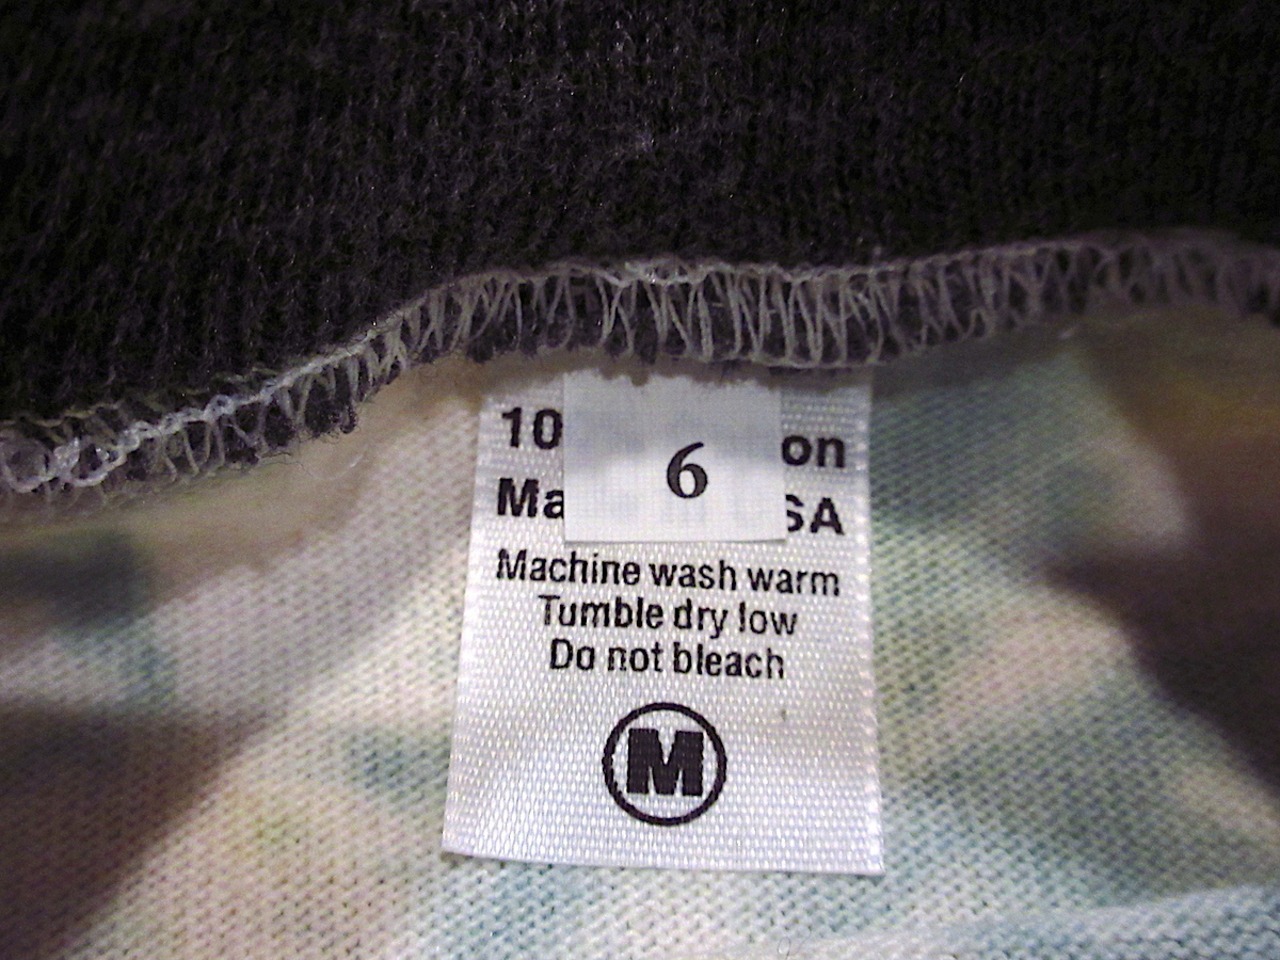 10 on
6
Ma SA
Machine wash warm
Tumble dry low
Do not bleach
M